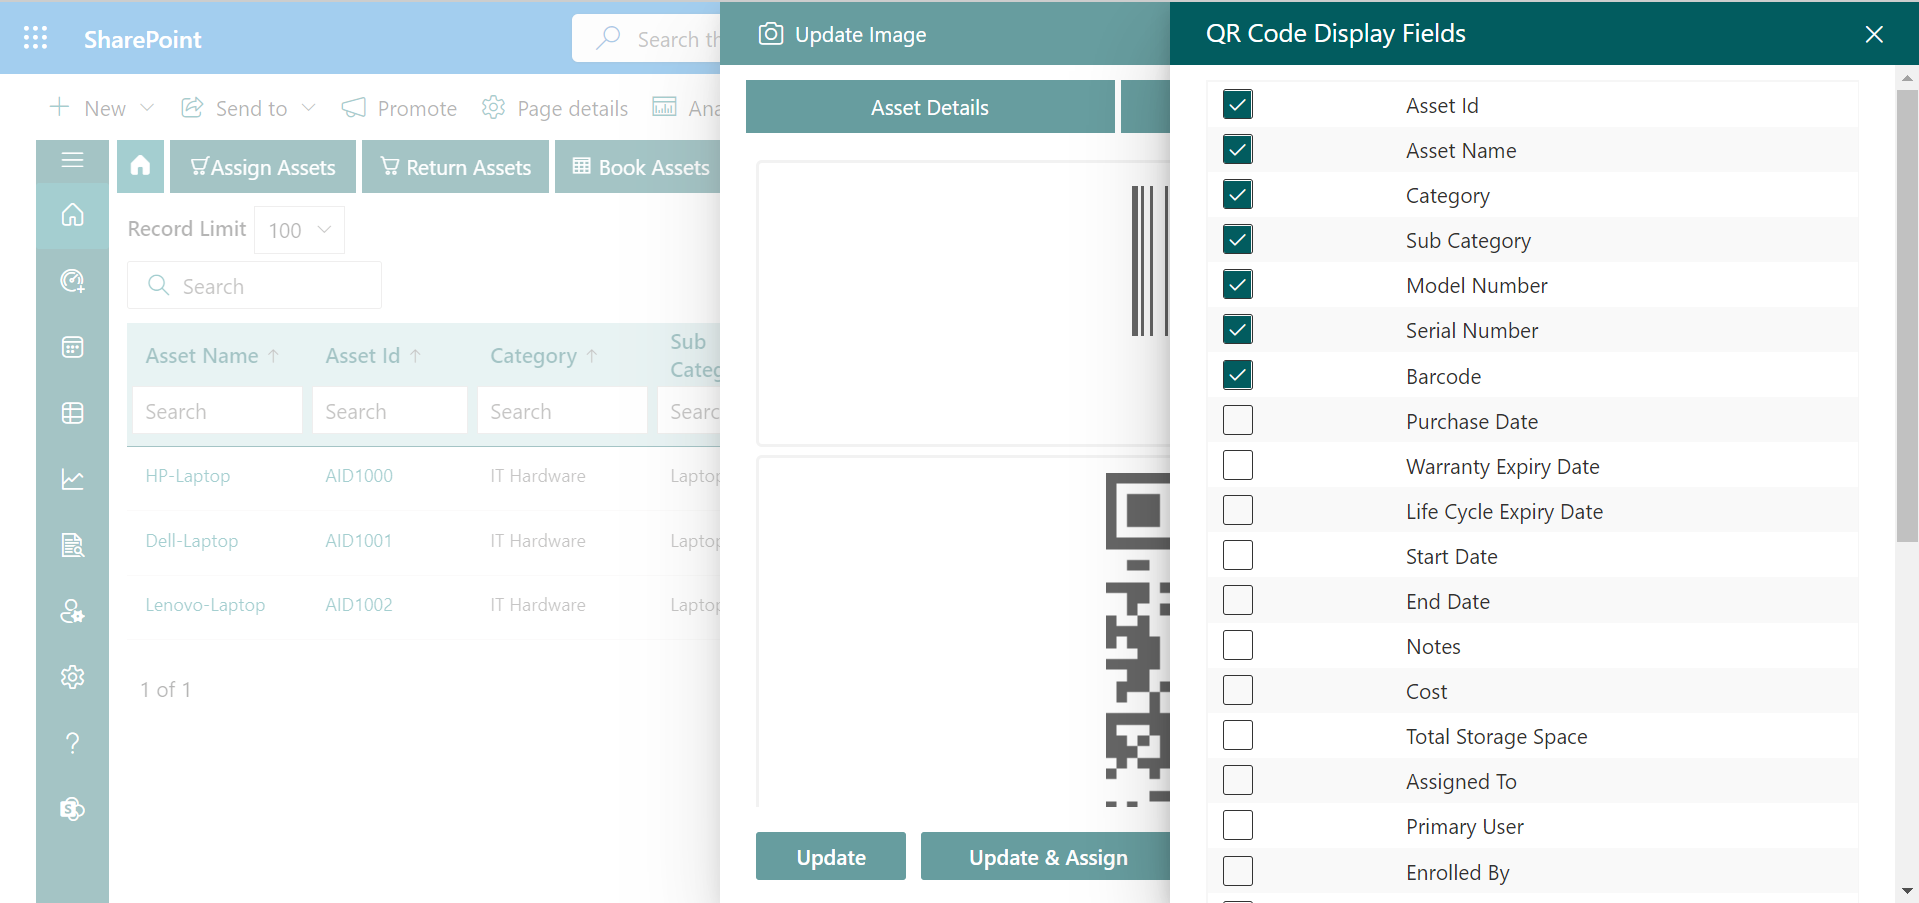 SharePoint
Search th
New
Send to
Promote
Page details
Ana
Assign Assets
Return Assets
Book Assets
Record Limit
100
Search
Asset Name ↑
Asset Id ↑
Category ↑
Sub
Categ
Search
Search
Search
Searc
HP-Laptop
AID1000
IT Hardware
Laptop
Dell-Laptop
AID1001
IT Hardware
Laptop
Lenovo-Laptop
AID1002
IT Hardware
Laptop
1 of 1
Update Image
Asset Details
Update
Update & Assign
QR Code Display Fields
Asset Id
Asset Name
Category
Sub Category
Model Number
Serial Number
Barcode
Purchase Date
Warranty Expiry Date
Life Cycle Expiry Date
Start Date
End Date
Notes
Cost
Total Storage Space
Assigned To
Primary User
Enrolled By